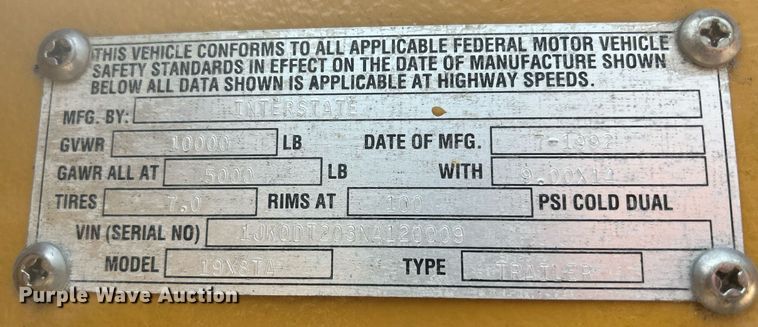 THIS VEHICLE CONFORMS TO ALL APPLICABLE FEDERAL MOTOR VEHICLE
SAFETY STANDARDS IN EFFECT ON THE DATE OF MANUFACTURE SHOWN
BELOW ALL DATA SHOWN IS APPLICABLE AT HIGHWAY SPEEDS.
MFG. BY: INTERSTATE
GVWR 10000 LB DATE OF MFG. 7-1992
GAWR ALL AT 5000 LB WITH
TIRES 7.0 RIMS AT 100 PSI COLD DUAL
VIN (SERIAL NO)
MODEL 19X8TA TYPE TRAILER
Purple Wave Auction